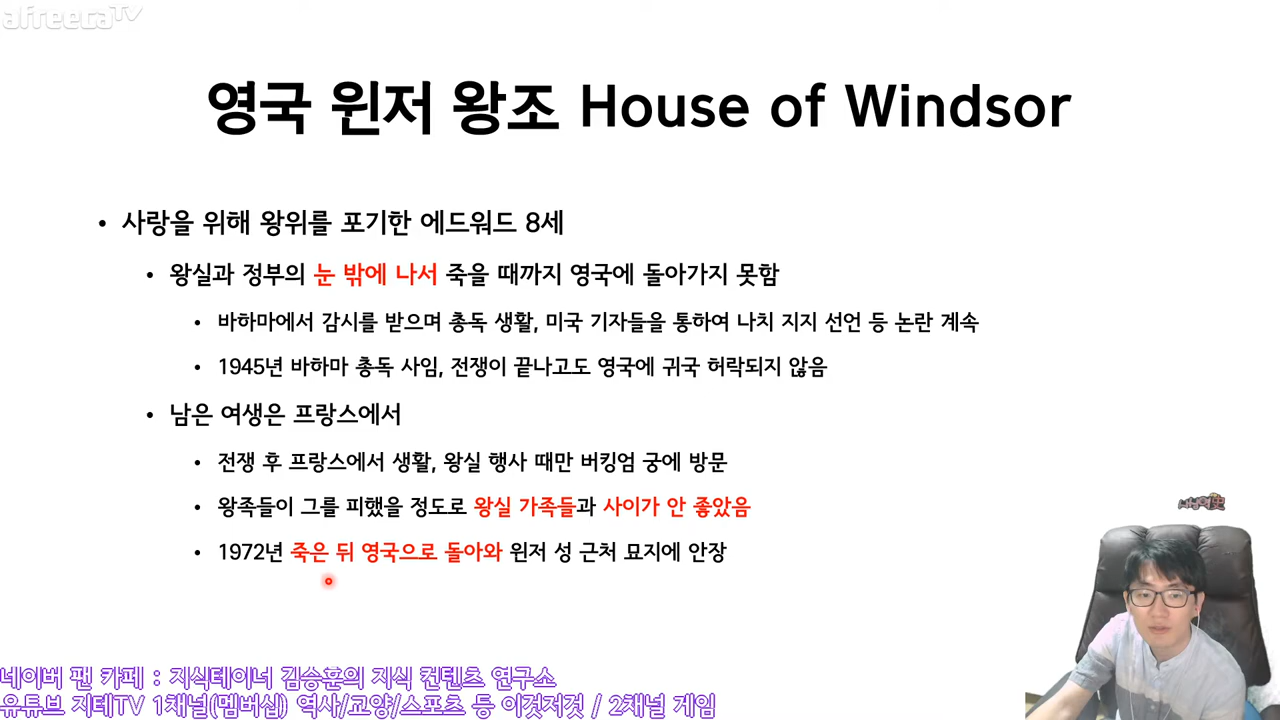 afreecaTV
영국 윈저 왕조 House of Windsor
• 사랑을 위해 왕위를 포기한 에드워드 8세
• 왕실과 정부의 눈 밖에 나서 죽을 때까지 영국에 돌아가지 못함
• 바하마에서 감시를 받으며 총독 생활, 미국 기자들을 통하여 나치 지지 선언 등 논란 계속
• 1945년 바하마 총독 사임, 전쟁이 끝나고도 영국에 귀국 허락되지 않음
• 남은 여생은 프랑스에서
• 전쟁 후 프랑스에서 생활, 왕실 행사 때만 버킹엄 궁에 방문
• 왕족들이 그를 피했을 정도로 왕실 가족들과 사이가 안 좋았음
• 1972년 죽은 뒤 영국으로 돌아와 윈저 성 근처 묘지에 안장
네이버 팬 카페 : 지식테이너 김승훈의 지식 컨텐츠 연구소
유튜브 지테TV 1채널(멤버십) 역사/교양/스포츠 등 이것저것 / 2채널 게임